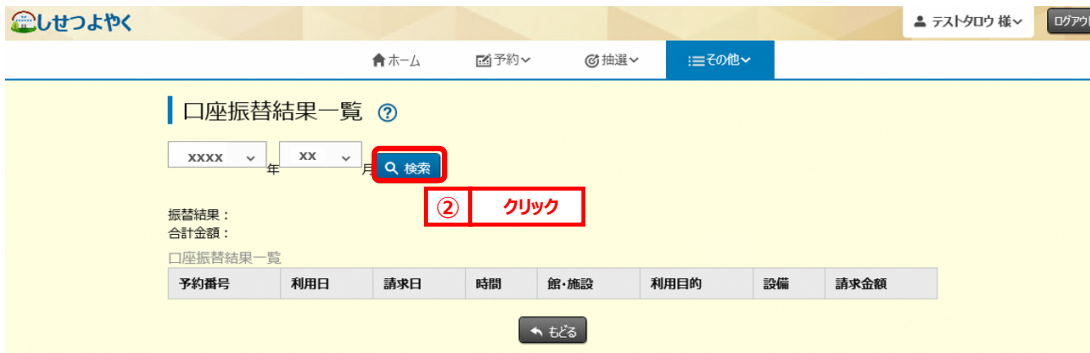 しせつよやく
テストタロウ 様
ログアウ
ホーム 予約 抽選 その他
口座振替結果一覧 ?
xxxx 年 xx 月 検索
② クリック
振替結果：
合計金額：
口座振替結果一覧
予約番号 利用日 請求日 時間 館・施設 利用目的 設備 請求金額
もどる